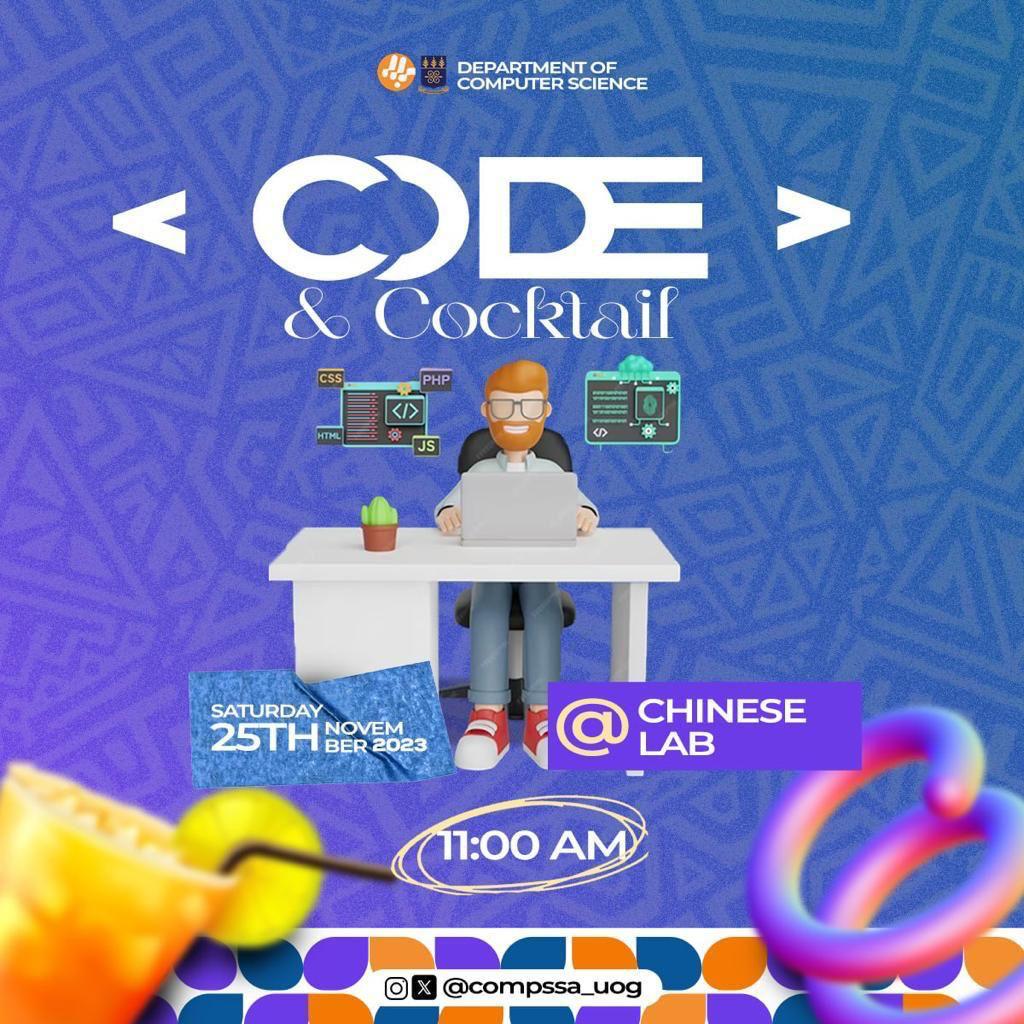 DEPARTMENT OF
COMPUTER SCIENCE
< CODE >
& Cocktail
CSS
PHP
</>
HTML
JS
</>
SATURDAY
25TH NOVEM
BER 2023
@ CHINESE
LAB
11:00 AM
@compssa_uog